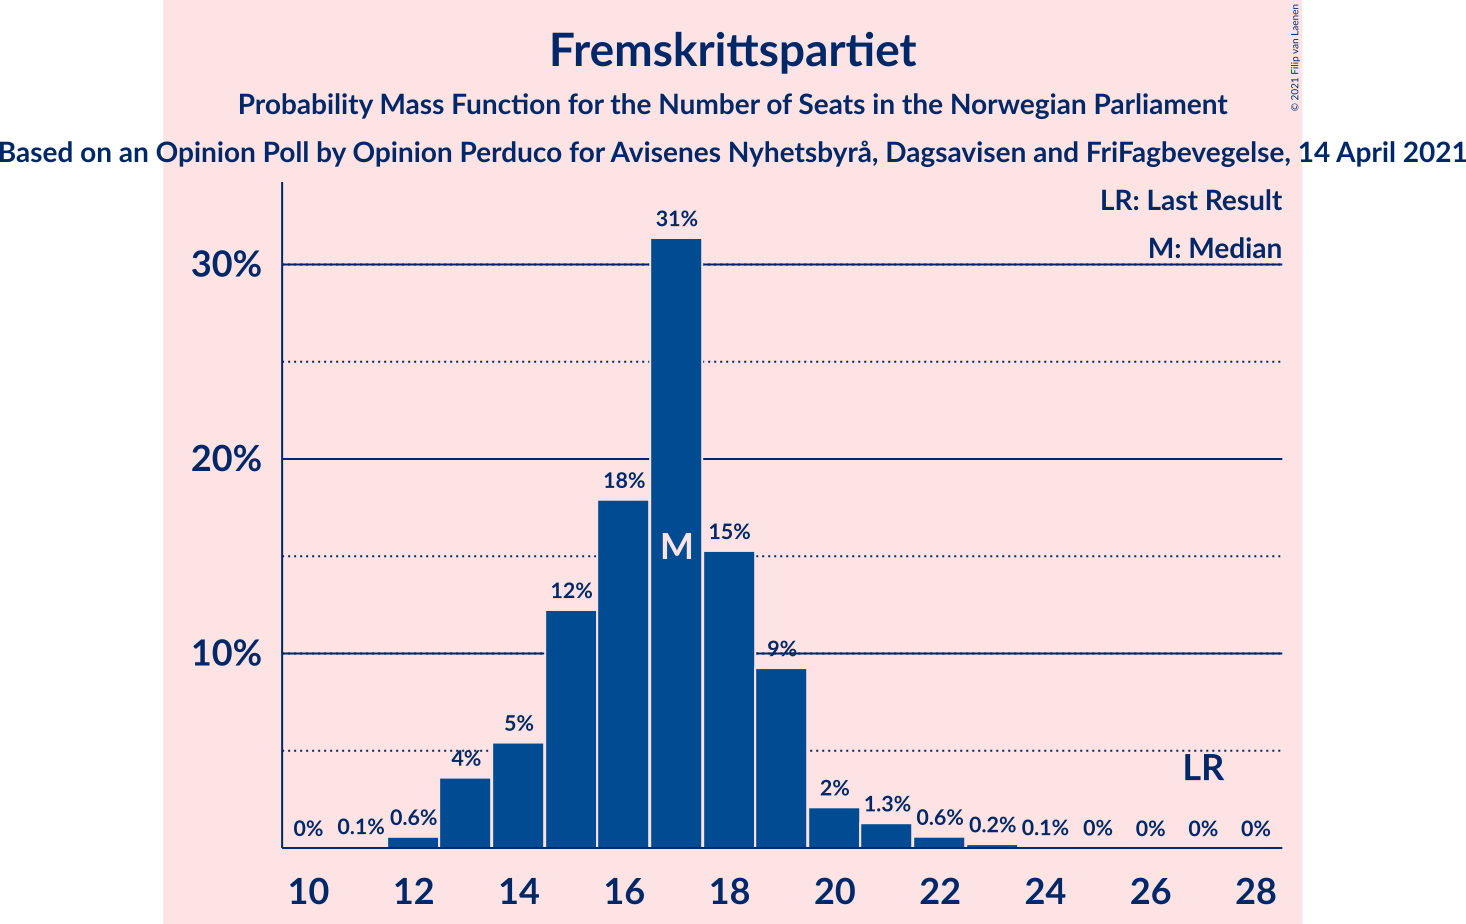 Fremskrittspartiet
Probability Mass Function for the Number of Seats in the Norwegian Parliament
Based on an Opinion Poll by Opinion Perduco for Avisenes Nyhetsbyrå, Dagsavisen and FriFagbevegelse, 14 April 2021
© 2021 Filip van Laenen
LR: Last Result
M: Median
30%
20%
10%
0% 0.1% 0.6% 4% 5% 12% 18% 31% 15% 9% 2% 1.3% 0.6% 0.2% 0.1% 0% 0% 0% 0%
M
LR
10 12 14 16 18 20 22 24 26 28